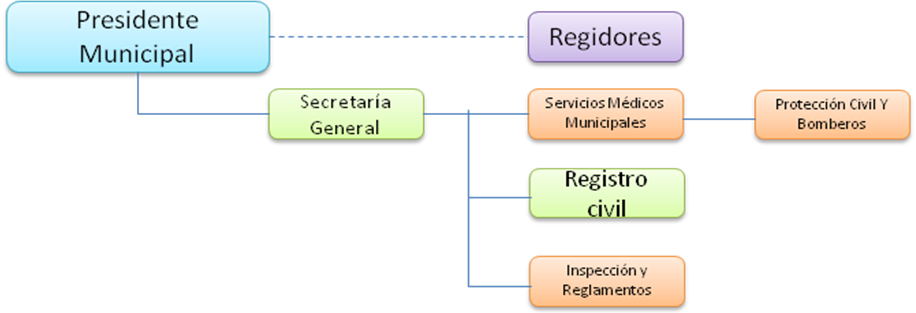 Presidente
Municipal
Regidores
Secretaría
General
Servicios Médicos
Municipales
Protección Civil Y
Bomberos
Registro
civil
Inspección y
Reglamentos